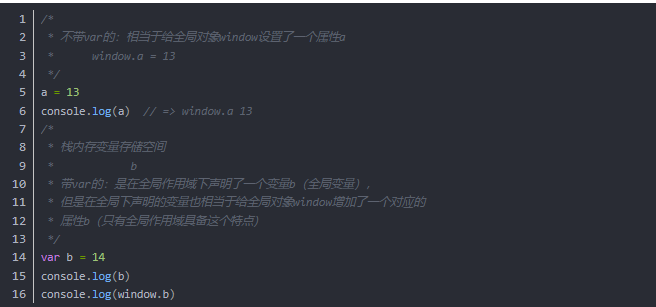 1 /*
2  * 不带var的：相当于给全局对象window设置了一个属性a
3  *     window.a = 13
4  */
5 a = 13
6 console.log(a)  // => window.a 13
7 /*
8  * 栈内存变量存储空间
9  *           b
10  * 带var的：是在全局作用域下声明了一个变量b（全局变量），
11  * 但是在全局下声明的变量也相当于给全局对象window增加了一个对应的
12  * 属性b（只有全局作用域具备这个特点）
13  */
14 var b = 14
15 console.log(b)
16 console.log(window.b)